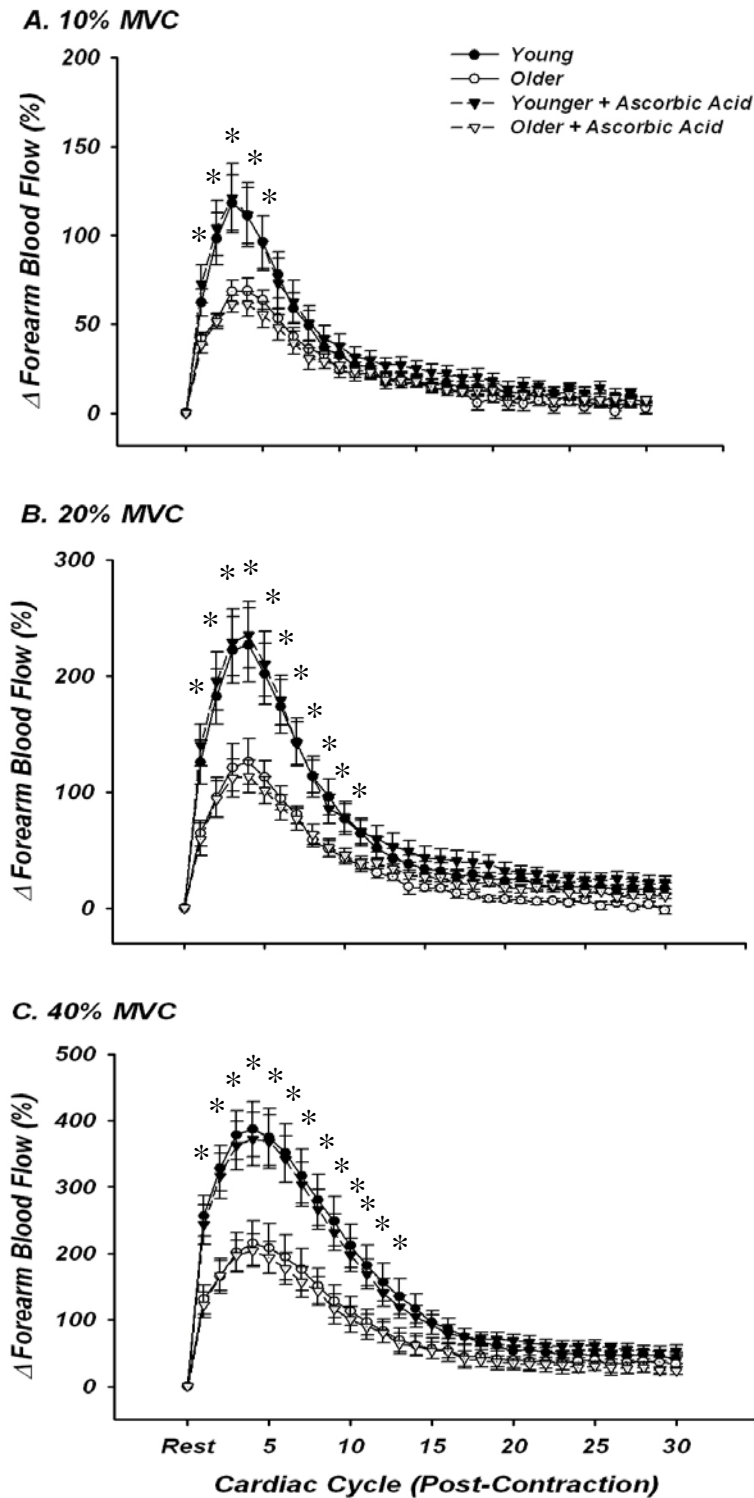 A. 10% MVC
Young
Older
Younger + Ascorbic Acid
Older + Ascorbic Acid
Δ Forearm Blood Flow (%)
200
150
100
50
0
* * * * *
B. 20% MVC
Δ Forearm Blood Flow (%)
300
200
100
0
* * * * * * * * * * *
C. 40% MVC
Δ Forearm Blood Flow (%)
500
400
300
200
100
0
* * * * * * * * * * * * *
Rest 5 10 15 20 25 30
Cardiac Cycle (Post-Contraction)